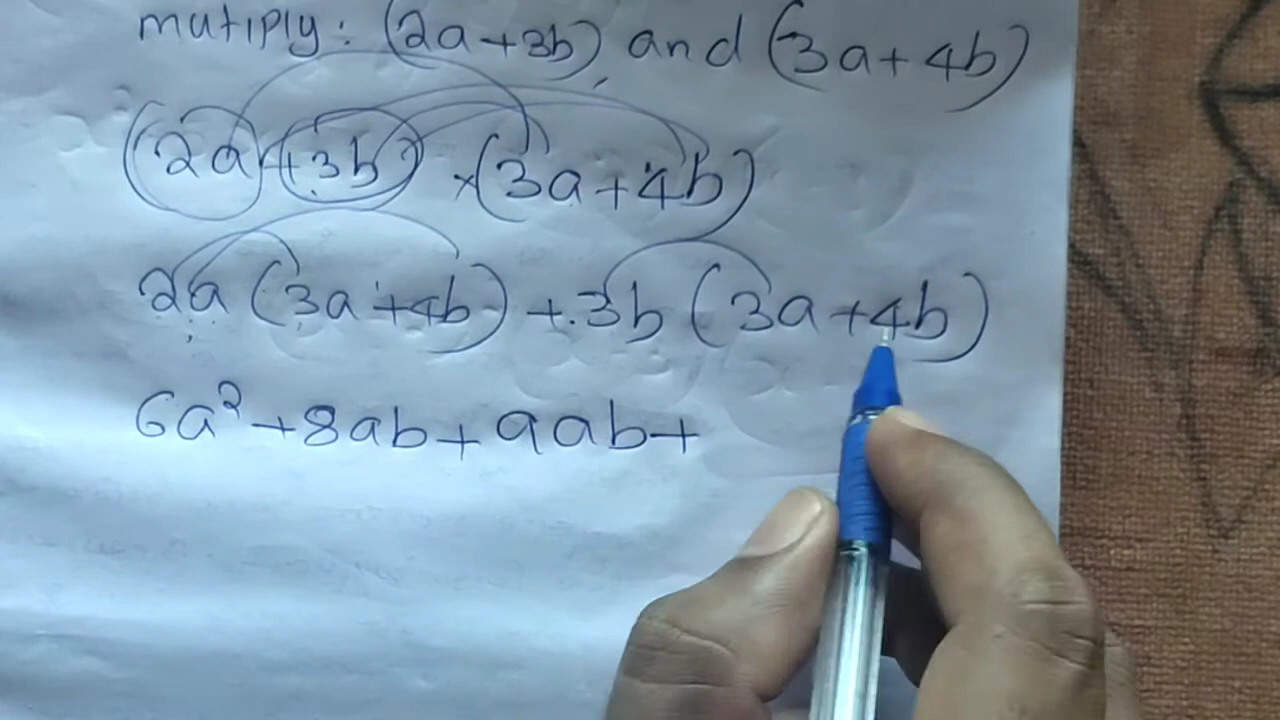 mutiply: (2a+3b) and (3a+4b)
(2a+3b) ×(3a+4b)
2a(3a+4b)+3b(3a+4b)
6a²+8ab+9ab+